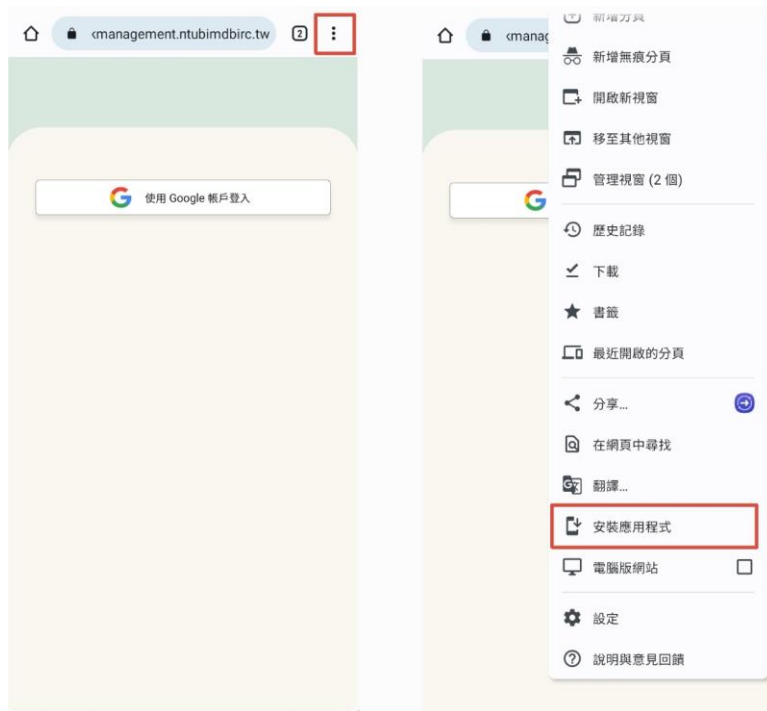 ‹management.ntubimdbirc.tw
2
使用 Google 帳戶登入
‹manag
新增分頁
新增無痕分頁
開啟新視窗
移至其他視窗
管理視窗 (2 個)
歷史記錄
下載
書籤
最近開啟的分頁
分享...
在網頁中尋找
翻譯...
安裝應用程式
電腦版網站
設定
說明與意見回饋